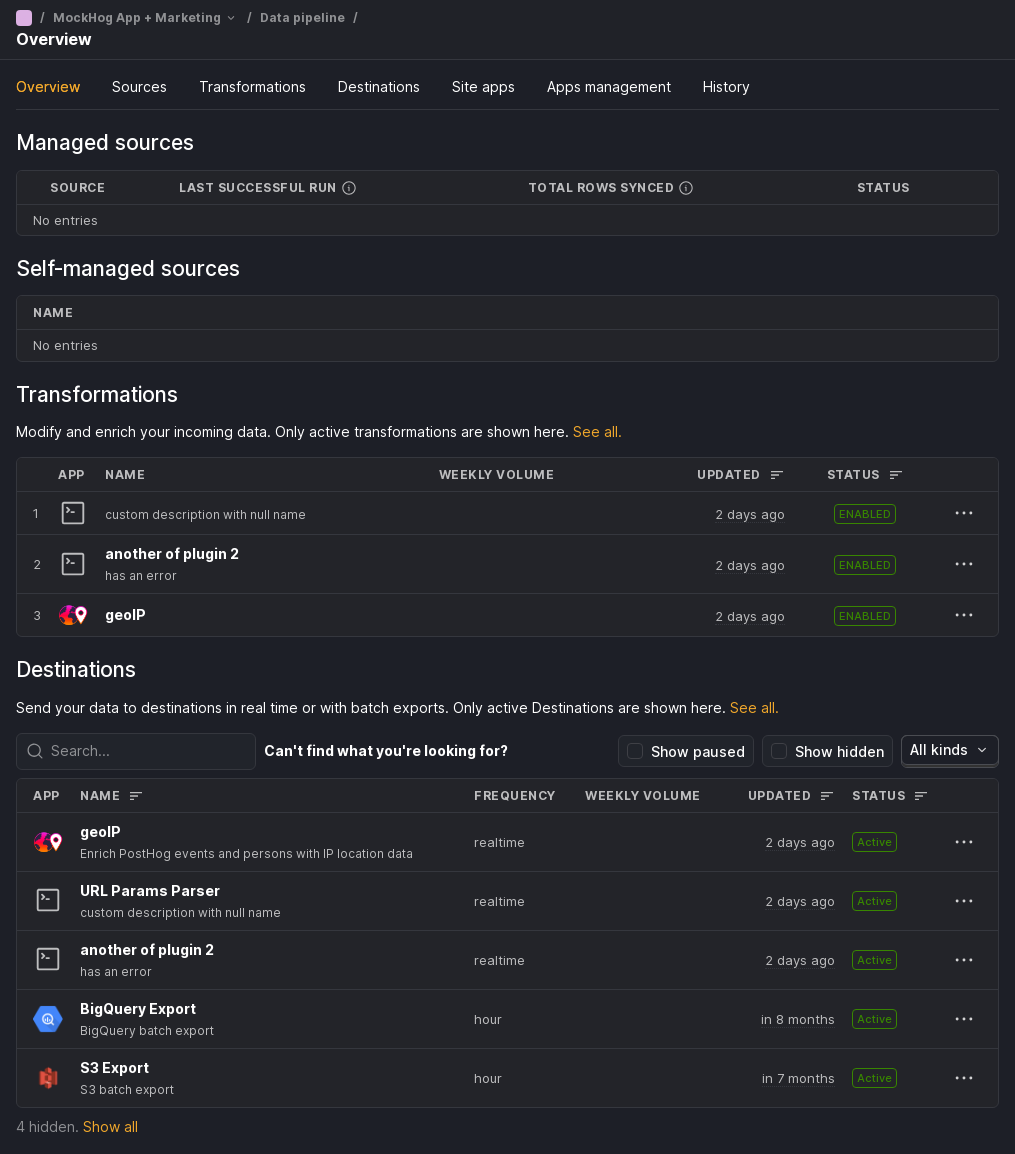 / MockHog App + Marketing / Data pipeline /
Overview
Overview Sources Transformations Destinations Site apps Apps management History
Managed sources
SOURCE LAST SUCCESSFUL RUN TOTAL ROWS SYNCED STATUS
No entries
Self-managed sources
NAME
No entries
Transformations
Modify and enrich your incoming data. Only active transformations are shown here. See all.
APP NAME WEEKLY VOLUME UPDATED STATUS
1 custom description with null name 2 days ago ENABLED
another of plugin 2
2 2 days ago ENABLED
has an error
3 geoIP 2 days ago ENABLED
Destinations
Send your data to destinations in real time or with batch exports. Only active Destinations are shown here. See all.
Search... Can't find what you're looking for? Show paused Show hidden All kinds
APP NAME FREQUENCY WEEKLY VOLUME UPDATED STATUS
geoIP
realtime 2 days ago Active
Enrich PostHog events and persons with IP location data
URL Params Parser
realtime 2 days ago Active
custom description with null name
another of plugin 2
realtime 2 days ago Active
has an error
BigQuery Export
hour in 8 months Active
BigQuery batch export
S3 Export
hour in 7 months Active
S3 batch export
4 hidden. Show all